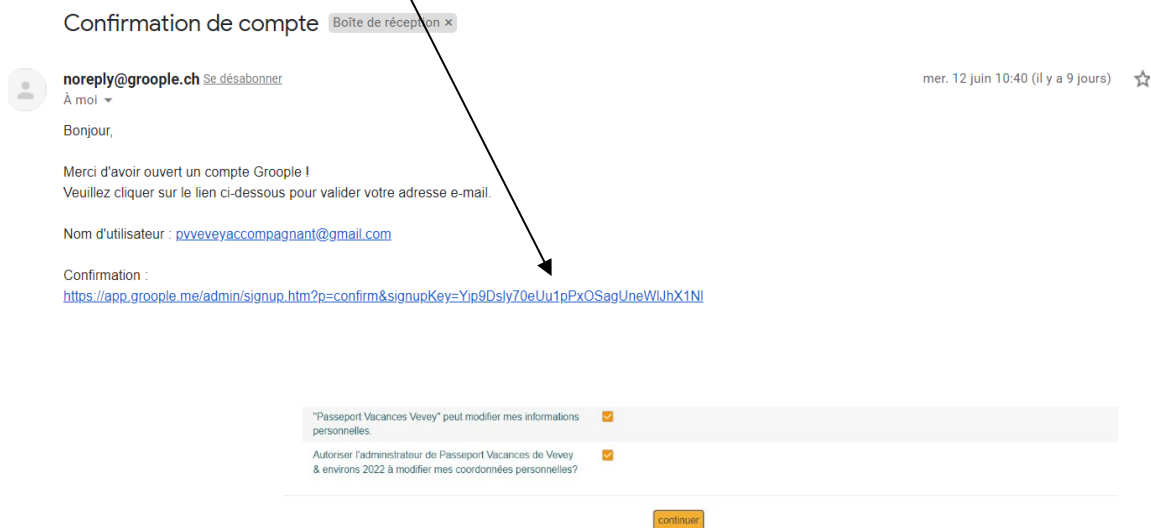 Confirmation de compte Boîte de réception ×
noreply@groople.ch Se désabonner mer. 12 juin 10:40 (il y a 9 jours)
À moi
Bonjour,
Merci d'avoir ouvert un compte Groople !
Veuillez cliquer sur le lien ci-dessous pour valider votre adresse e-mail.
Nom d'utilisateur : pvveveyaccompagnant@gmail.com
Confirmation :
https://app.groople.me/admin/signup.htm?p=confirm&signupKey=Yip9Dsly70eUu1pPxOSagUneWlJhX1Nl
"Passeport Vacances Vevey" peut modifier mes informations
personnelles.
Autoriser l'administrateur de Passeport Vacances de Vevey
& environs 2022 à modifier mes coordonnées personnelles?
continuer